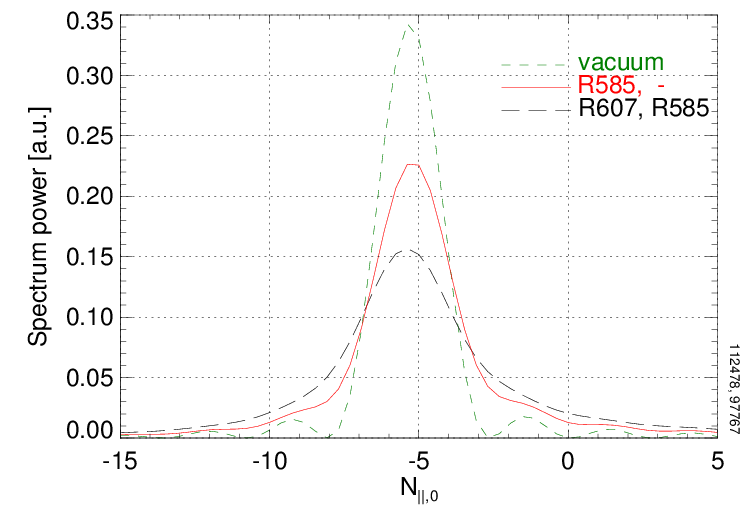 0.35
0.30
0.25
0.20
0.15
0.10
0.05
0.00
Spectrum power [a.u.]
vacuum
R585, -
R607, R585
-15 -10 -5 0 5
N||,0
112478, 97767